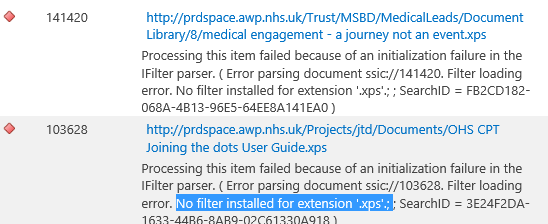 141420
http://prdspace.awp.nhs.uk/Trust/MSBD/MedicalLeads/Document
Library/8/medical engagement - a journey not an event.xps
Processing this item failed because of an initialization failure in the
IFilter parser. ( Error parsing document ssic://141420. Filter loading
error. No filter installed for extension '.xps'.; ; SearchID = FB2CD182-
068A-4B13-96E5-64EE8A141EA0 )
103628
http://prdspace.awp.nhs.uk/Projects/jtd/Documents/OHS CPT
Joining the dots User Guide.xps
Processing this item failed because of an initialization failure in the
IFilter parser. ( Error parsing document ssic://103628. Filter loading
error. No filter installed for extension '.xps'.; ; SearchID = 3E24F2DA-
1633-44B6-8AB9-02C61330A918 )